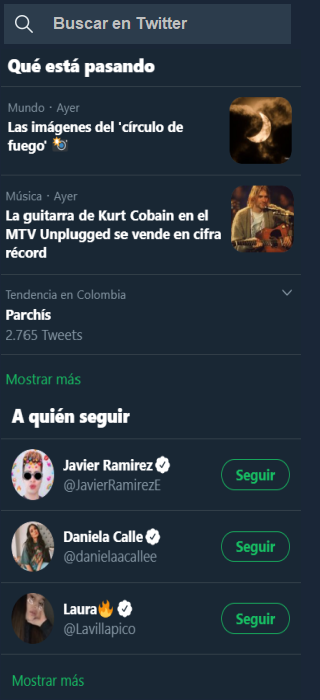 Buscar en Twitter
Qué está pasando
Mundo · Ayer
Las imágenes del 'círculo de
fuego' 📸
Música · Ayer
La guitarra de Kurt Cobain en el
MTV Unplugged se vende en cifra
récord
Tendencia en Colombia
Parchís
2.765 Tweets
Mostrar más
A quién seguir
Javier Ramirez
@JavierRamirezE
Seguir
Daniela Calle
@danielaacallee
Seguir
Laura🔥
@Lavillapico
Seguir
Mostrar más